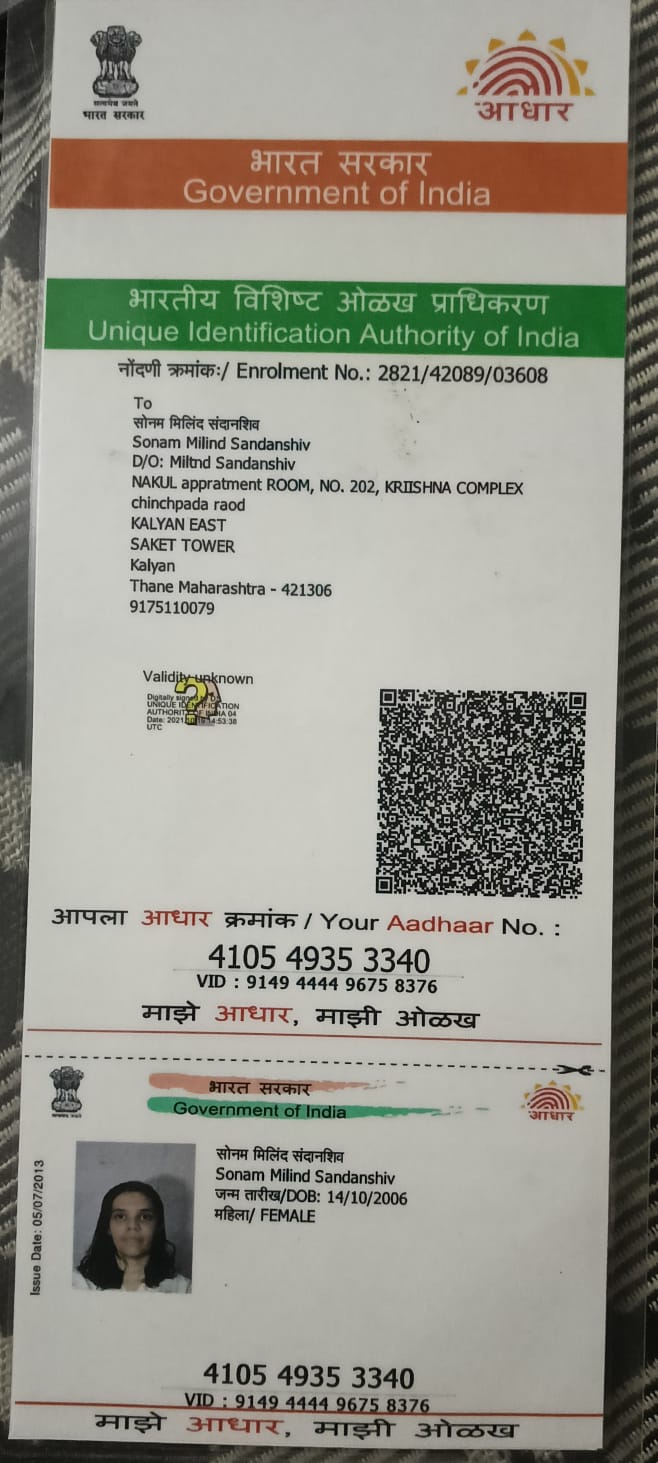 सत्यमेव जयते
भारत सरकार
आधार
भारत सरकार
Government of India
भारतीय विशिष्ट ओळख प्राधिकरण
Unique Identification Authority of India
नोंदणी क्रमांकः/ Enrolment No.: 2821/42089/03608
To
सोनम मिलिंद संदानशिव
Sonam Milind Sandanshiv
D/O: Miltnd Sandanshiv
NAKUL appratment ROOM, NO. 202, KRIISHNA COMPLEX
chinchpada raod
KALYAN EAST
SAKET TOWER
Kalyan
Thane Maharashtra - 421306
9175110079
Validity unknown
Digitally signed by DS
UNIQUE IDENTIFICATION
AUTHORITY OF INDIA 04
Date: 2021 14:53:38
UTC
आपला आधार क्रमांक / Your Aadhaar No. :
4105 4935 3340
VID : 9149 4444 9675 8376
माझे आधार, माझी ओळख
भारत सरकार
Government of India
आधार
Issue Date: 05/07/2013
सोनम मिलिंद संदानशिव
Sonam Milind Sandanshiv
जन्म तारीख/DOB: 14/10/2006
महिला/ FEMALE
4105 4935 3340
VID : 9149 4444 9675 8376
माझे आधार, माझी ओळख